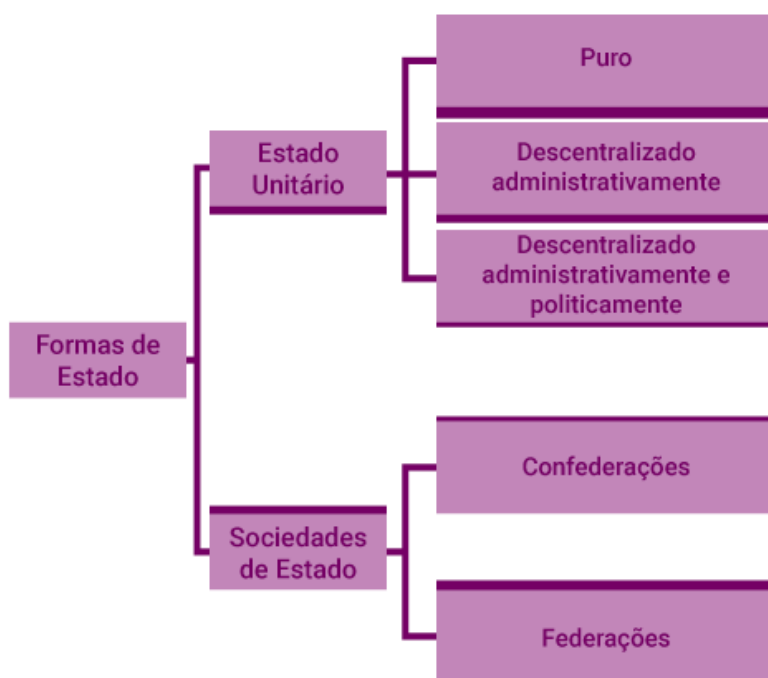 Formas de
Estado
Estado
Unitário
Puro
Descentralizado
administrativamente
Descentralizado
administrativamente e
politicamente
Sociedades
de Estado
Confederações
Federações